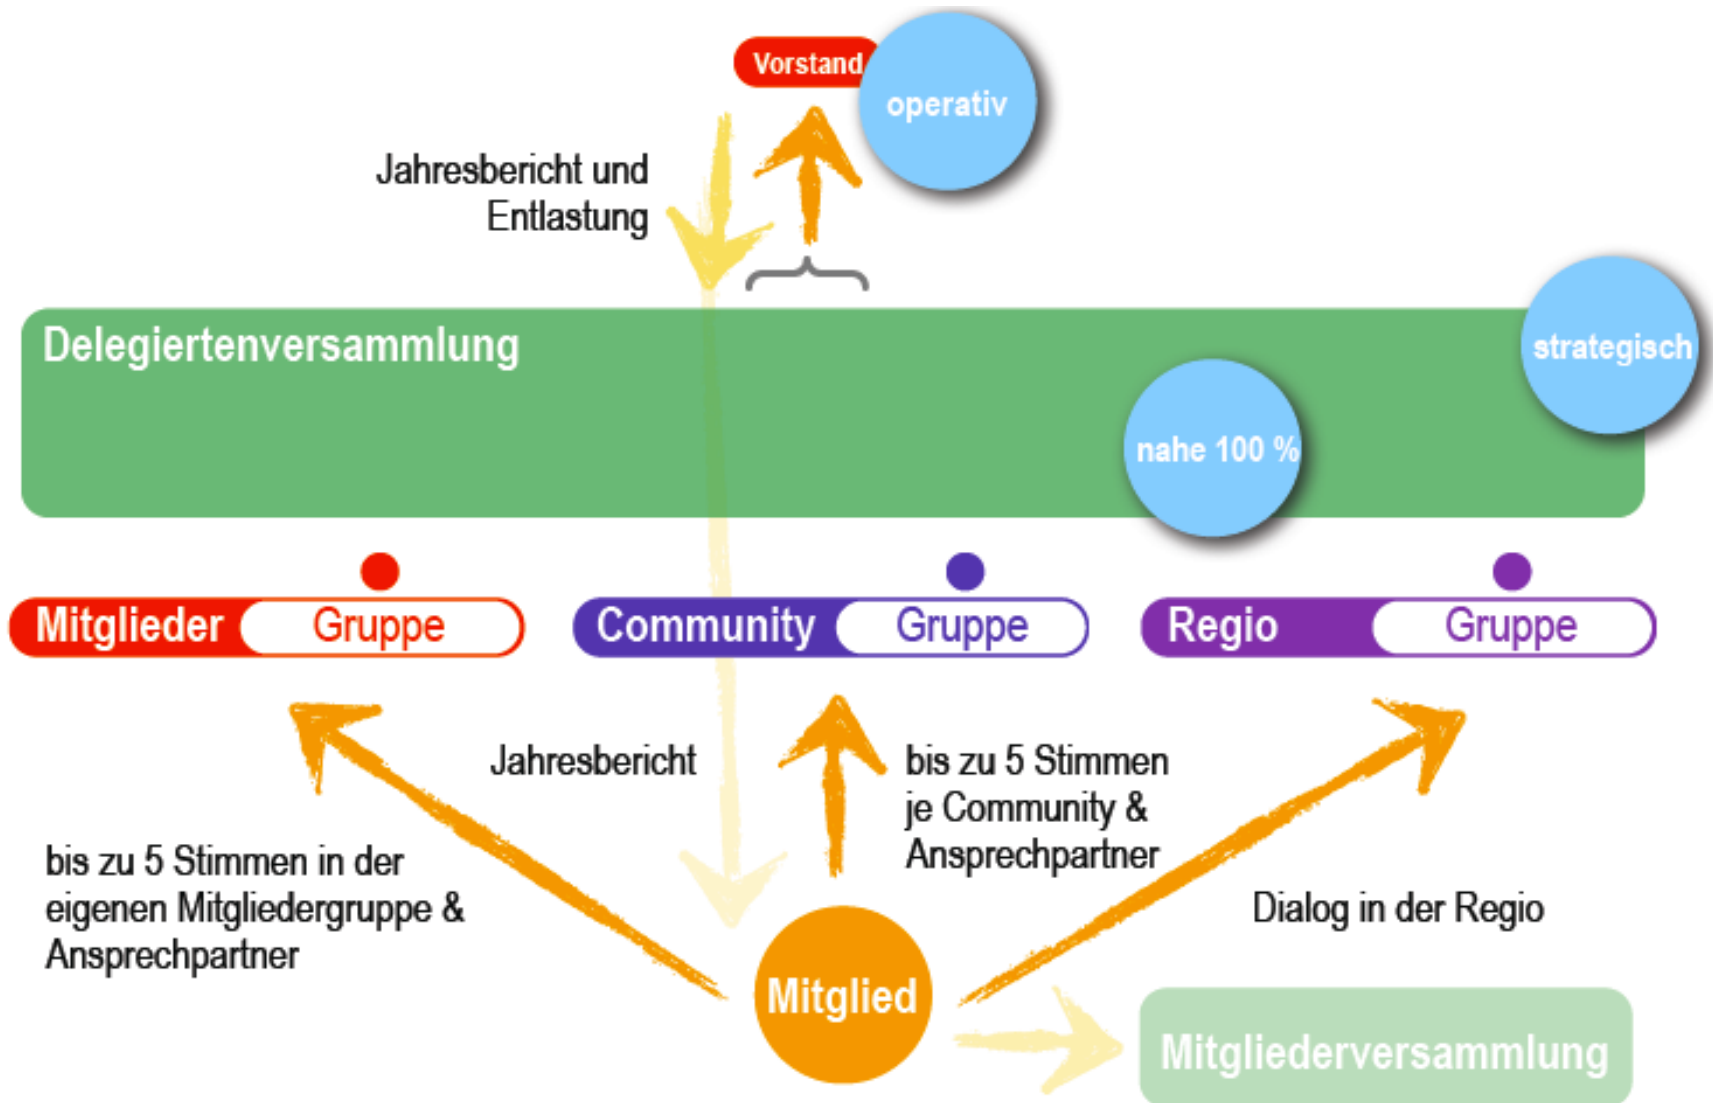 Vorstand
operativ
Jahresbericht und
Entlastung
Delegiertenversammlung
strategisch
nahe 100 %
Mitglieder Gruppe
Community Gruppe
Regio Gruppe
Jahresbericht
bis zu 5 Stimmen
je Community &
Ansprechpartner
bis zu 5 Stimmen in der
eigenen Mitgliedergruppe &
Ansprechpartner
Dialog in der Regio
Mitglied
Mitgliederversammlung